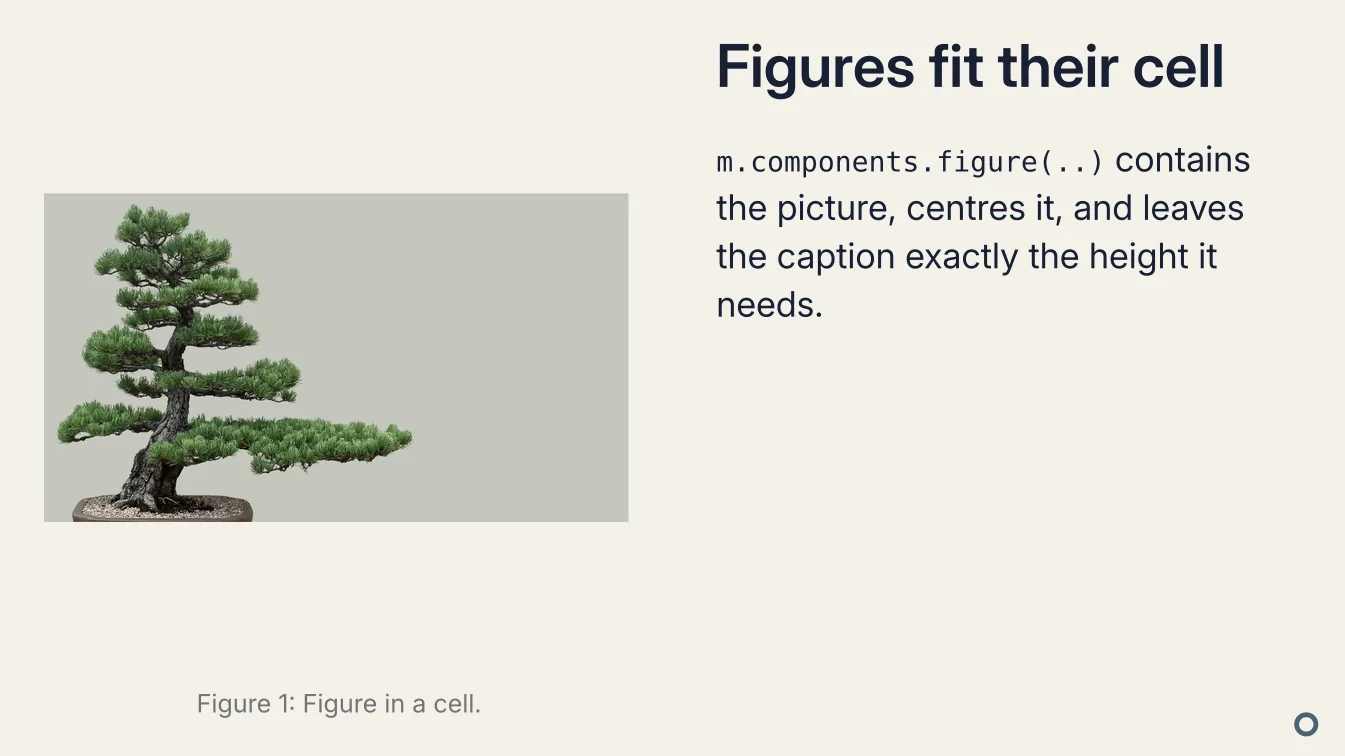 Figures fit their cell
m.components.figure(..) contains
the picture, centres it, and leaves
the caption exactly the height it
needs.
Figure 1: Figure in a cell.